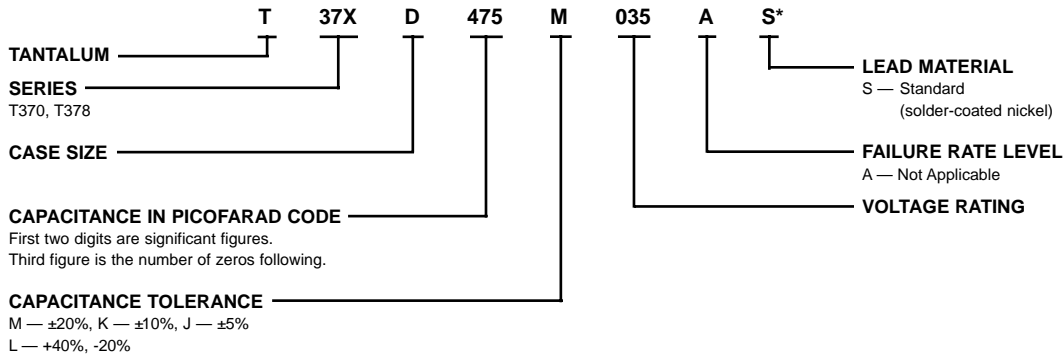 T 37X D 475 M 035 A S*
TANTALUM
SERIES
T370, T378
CASE SIZE
CAPACITANCE IN PICOFARAD CODE
First two digits are significant figures.
Third figure is the number of zeros following.
CAPACITANCE TOLERANCE
M — ±20%, K — ±10%, J — ±5%
L — +40%, -20%
LEAD MATERIAL
S — Standard
(solder-coated nickel)
FAILURE RATE LEVEL
A — Not Applicable
VOLTAGE RATING